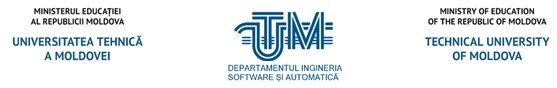 MINISTERUL EDUCAȚIEI
AL REPUBLICII MOLDOVA
UNIVERSITATEA TEHNICĂ
A MOLDOVEI
UTM
DEPARTAMENTUL INGINERIA
SOFTWARE ȘI AUTOMATICĂ
MINISTRY OF EDUCATION
OF THE REPUBLIC OF MOLDOVA
TECHNICAL UNIVERSITY
OF MOLDOVA